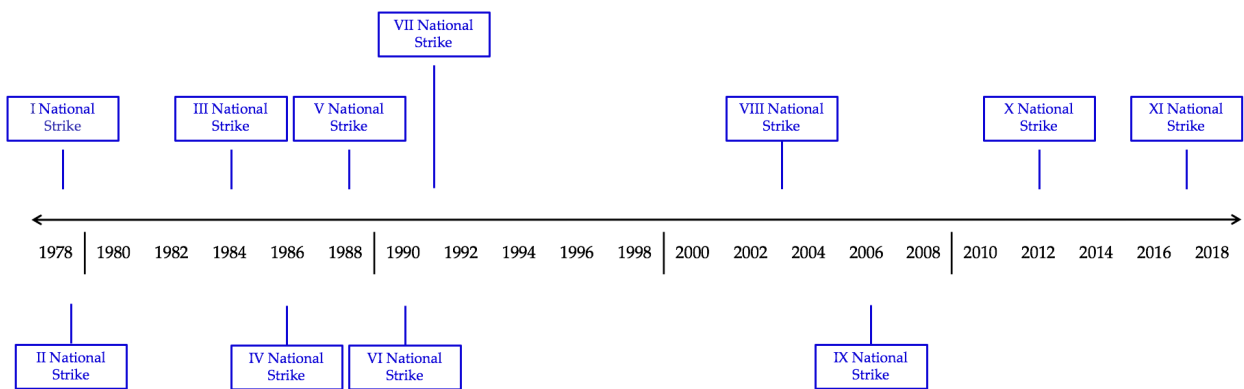 VII National
Strike
I National
Strike
III National
Strike
V National
Strike
VIII National
Strike
X National
Strike
XI National
Strike
1978 1980 1982 1984 1986 1988 1990 1992 1994 1996 1998 2000 2002 2004 2006 2008 2010 2012 2014 2016 2018
II National
Strike
IV National
Strike
VI National
Strike
IX National
Strike